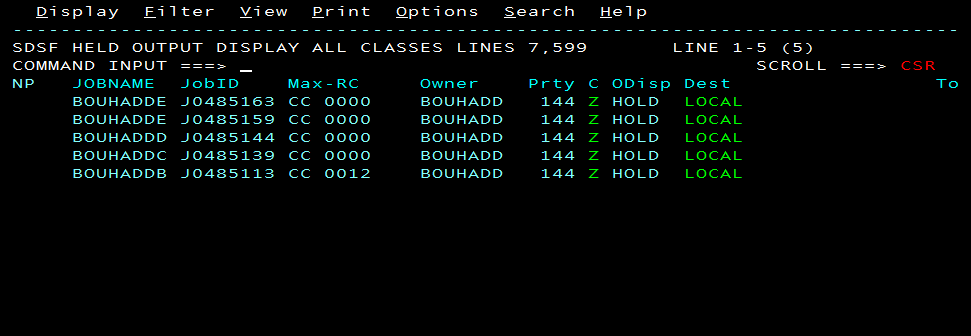 Display Filter View Print Options Search Help
-------------------------------------------------------------------------------
SDSF HELD OUTPUT DISPLAY ALL CLASSES LINES 7,599 LINE 1-5 (5)
COMMAND INPUT ===> _ SCROLL ===> CSR
NP JOBNAME JobID Max-RC Owner Prty C ODisp Dest To
BOUHADDE J0485163 CC 0000 BOUHADD 144 Z HOLD LOCAL
BOUHADDE J0485159 CC 0000 BOUHADD 144 Z HOLD LOCAL
BOUHADDD J0485144 CC 0000 BOUHADD 144 Z HOLD LOCAL
BOUHADDC J0485139 CC 0000 BOUHADD 144 Z HOLD LOCAL
BOUHADDB J0485113 CC 0012 BOUHADD 144 Z HOLD LOCAL